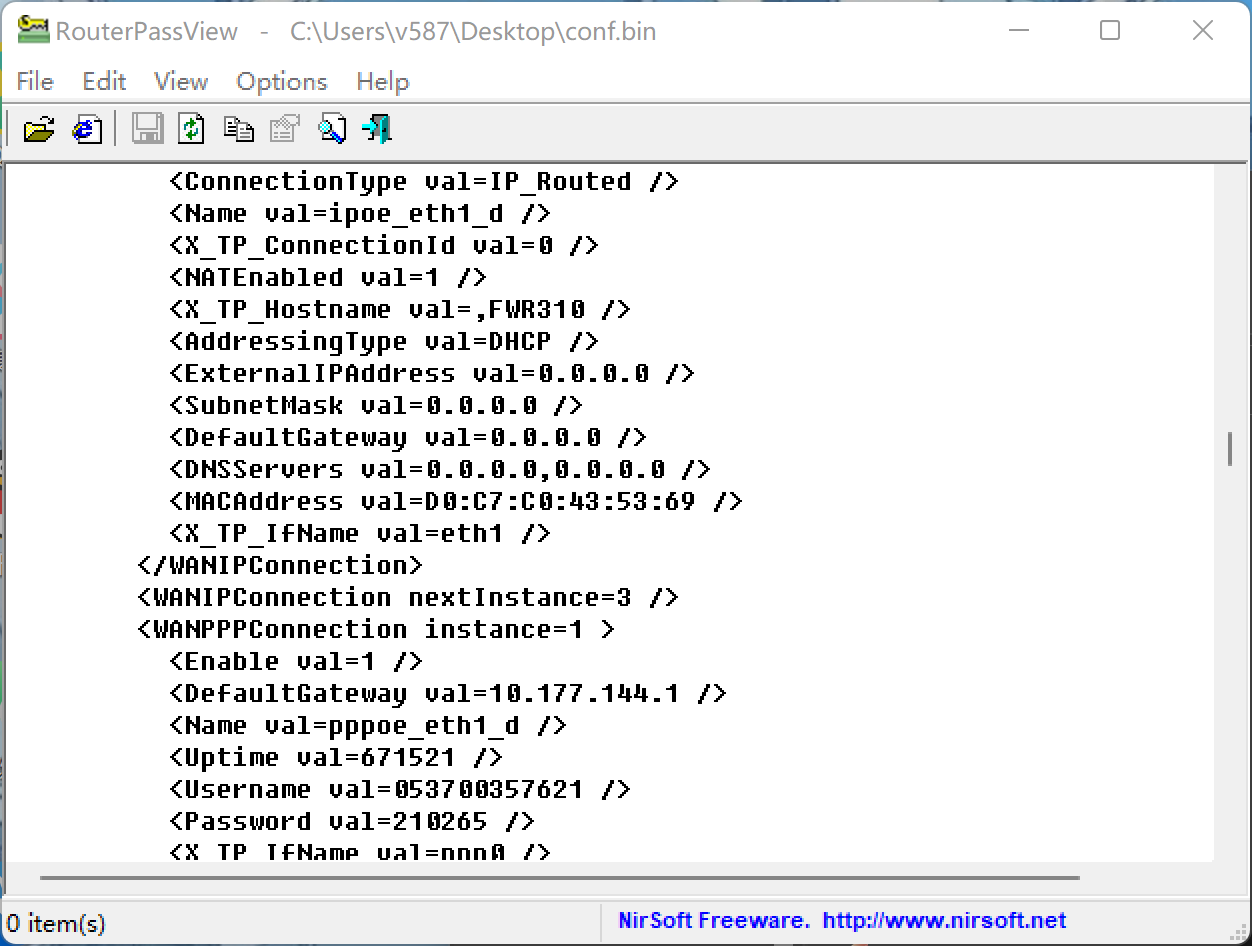 RouterPassView - C:\Users\v587\Desktop\conf.bin
File Edit View Options Help
<ConnectionType val=IP_Routed />
<Name val=ipoe_eth1_d />
<X_TP_ConnectionId val=0 />
<NATEnabled val=1 />
<X_TP_Hostname val=,FWR310 />
<AddressingType val=DHCP />
<ExternalIPAddress val=0.0.0.0 />
<SubnetMask val=0.0.0.0 />
<DefaultGateway val=0.0.0.0 />
<DNSServers val=0.0.0.0,0.0.0.0 />
<MACAddress val=D0:C7:C0:43:53:69 />
<X_TP_IfName val=eth1 />
</WANIPConnection>
<WANIPConnection nextInstance=3 />
<WANPPPConnection instance=1 >
<Enable val=1 />
<DefaultGateway val=10.177.144.1 />
<Name val=pppoe_eth1_d />
<Uptime val=671521 />
<Username val=053700357621 />
<Password val=210265 />
<X_TP_IfName val=ppp0 />
0 item(s)
NirSoft Freeware. http://www.nirsoft.net